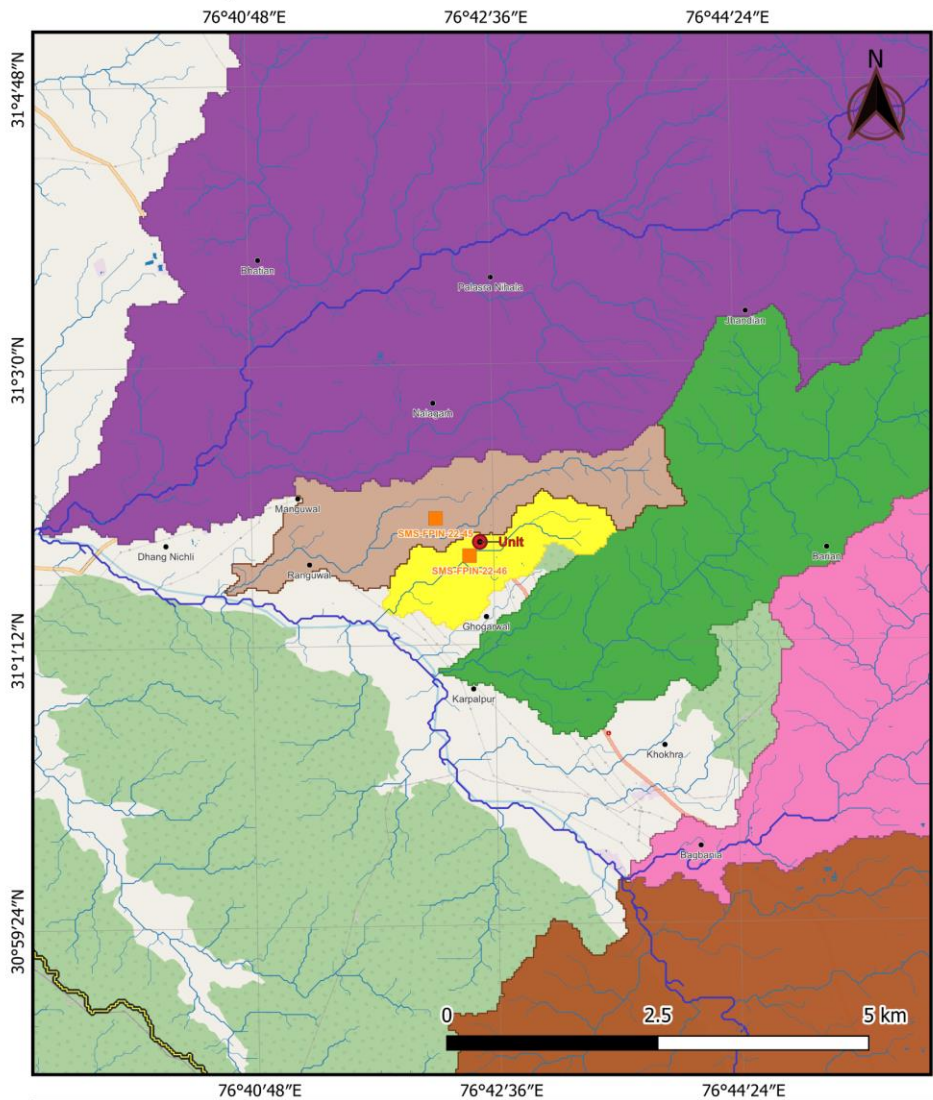 76°40′48″E
76°42′36″E
76°44′24″E
31°4′48″N
N
Bhatian
Palasra Nihala
Jhandian
31°3′0″N
Nalagarh
Manguwal
SMS-FPIN-22-45
Unit
Dhang Nichli
Banan
Ranguwal
SMS-FPIN-22-46
Ghogarwal
31°1′12″N
Karpalpur
Khokhra
Bagbania
30°59′24″N
0
2.5
5 km
76°40′48″E
76°42′36″E
76°44′24″E